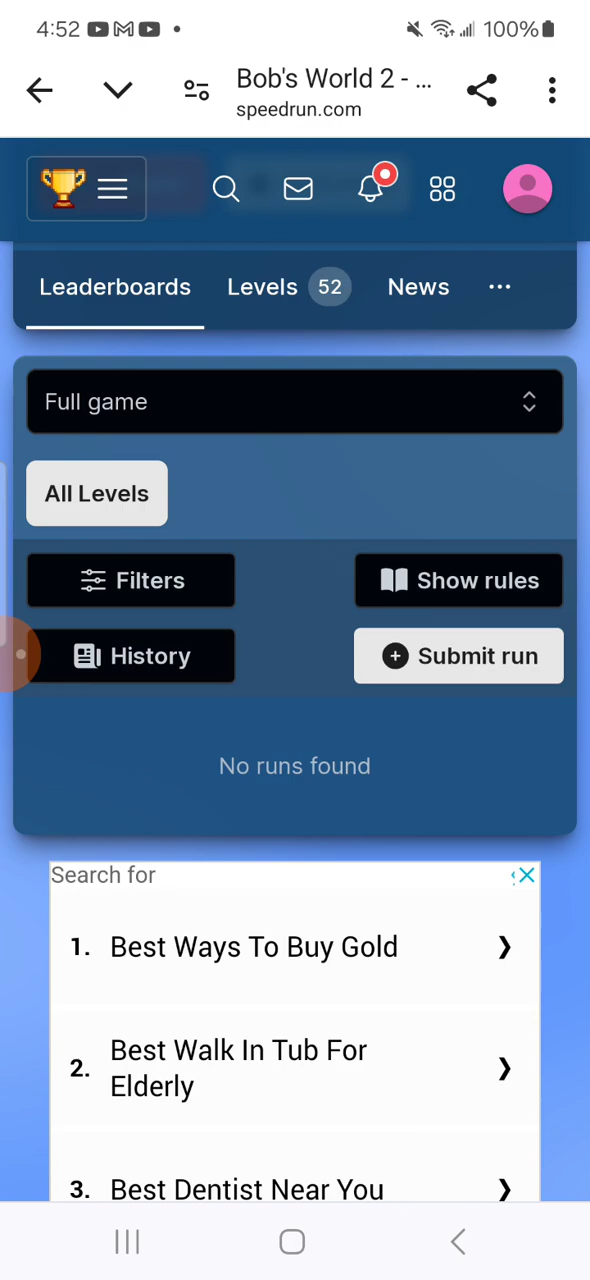 4:52
100%
Bob's World 2 - ...
speedrun.com
Leaderboards
Levels 52
News
Full game
All Levels
Filters
Show rules
History
Submit run
No runs found
Search for
1. Best Ways To Buy Gold
2. Best Walk In Tub For
Elderly
3. Best Dentist Near You